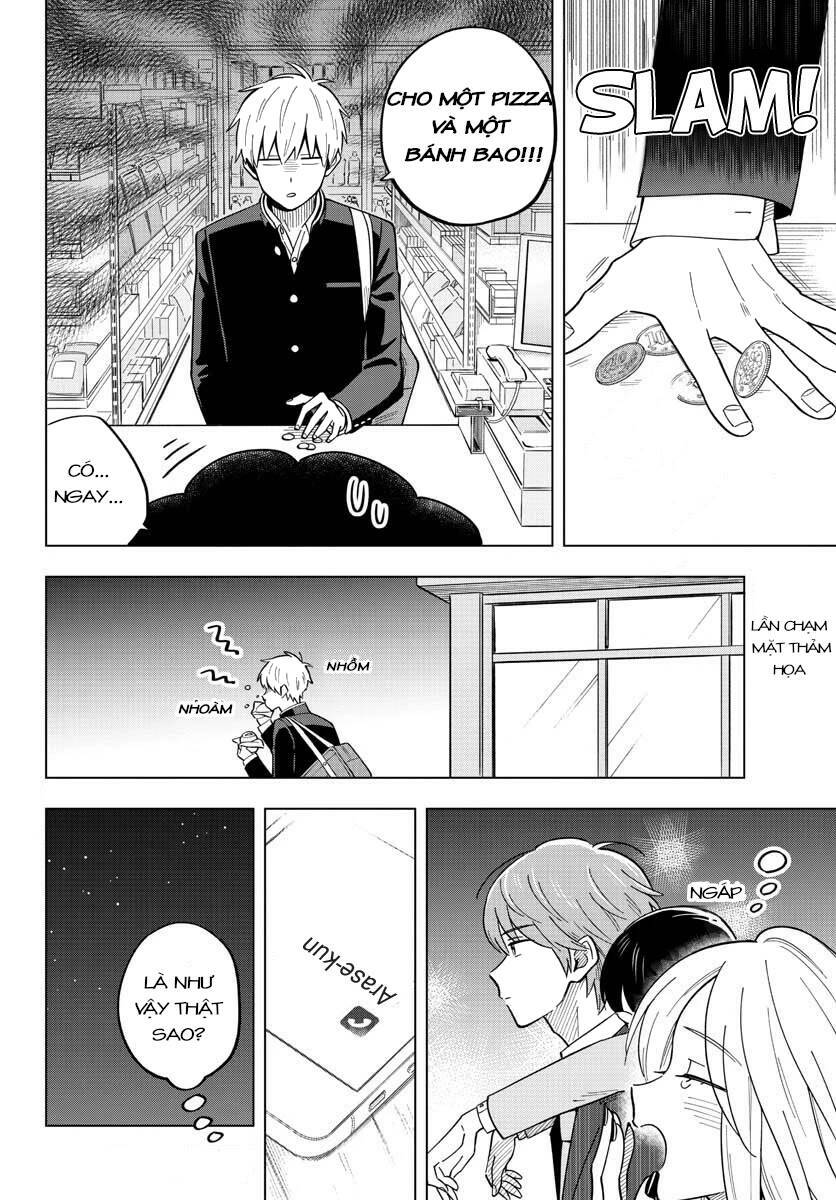 SLAM!
CHO MỘT PIZZA
VÀ MỘT
BÁNH BAO!!!
CÓ...
NGAY...
LẦN CHẠM
MẶT THẢM
HỌA
NHỒM
NHOÀM
NGÁP
Arase-kun
LÀ NHƯ
VẬY THẬT
SAO?